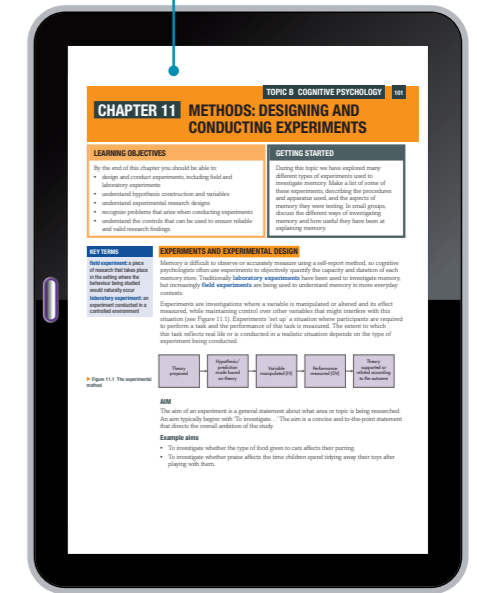 TOPIC B COGNITIVE PSYCHOLOGY 101
CHAPTER 11 METHODS: DESIGNING AND
CONDUCTING EXPERIMENTS
LEARNING OBJECTIVES
By the end of this chapter you should be able to:
• design and conduct experiments, including field and
laboratory experiments
• understand hypothesis construction and variables
• understand experimental research designs
• recognise problems that arise when conducting experiments
• understand the controls that can be used to ensure reliable
and valid research findings.
GETTING STARTED
During this topic we have explored many
different types of experiments used to
investigate memory. Make a list of some of
these experiments, describing the procedures
and apparatus used, and the aspects of
memory they were testing. In small groups,
discuss the different ways of investigating
memory and how useful they have been at
explaining memory.
KEY TERMS
field experiment: a piece
of research that takes place
in the setting where the
behaviour being studied
would naturally occur
laboratory experiment: an
experiment conducted in a
controlled environment
EXPERIMENTS AND EXPERIMENTAL DESIGN
Memory is difficult to observe or accurately measure using a self-report method, so cognitive
psychologists often use experiments to objectively quantify the capacity and duration of each
memory store. Traditionally laboratory experiments have been used to investigate memory,
but increasingly field experiments are being used to understand memory in more everyday
contexts.
Experiments are investigations where a variable is manipulated or altered and its effect
measured, while maintaining control over other variables that might interfere with this
situation (see Figure 11.1). Experiments 'set up' a situation where participants are required
to perform a task and the performance of this task is measured. The extent to which
this task reflects real life or is conducted in a realistic situation depends on the type of
experiment being conducted.
Theory
proposed
Hypothesis/
prediction
made based
on theory
Variable
manipulated (IV)
Performance
measured (DV)
Theory
supported or
refuted according
to the outcome
▶ Figure 11.1 The experimental
method
AIM
The aim of an experiment is a general statement about what area or topic is being researched.
An aim typically begins with 'To investigate…' The aim is a concise and to-the-point statement
that directs the overall ambition of the study.
Example aims
• To investigate whether the type of food given to cats affects their purring.
• To investigate whether praise affects the time children spend tidying away their toys after
playing with them.